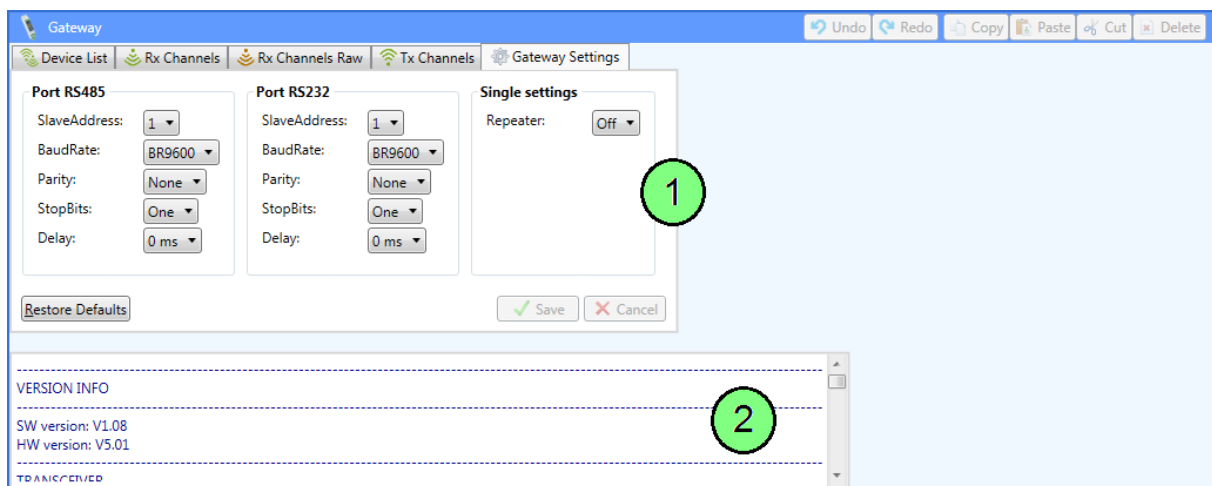 Gateway Undo Redo Copy Paste Cut Delete
Device List Rx Channels Rx Channels Raw Tx Channels Gateway Settings
Port RS485 Port RS232 Single settings
SlaveAddress: 1 SlaveAddress: 1 Repeater: Off
BaudRate: BR9600 BaudRate: BR9600
Parity: None Parity: None
1
StopBits: One StopBits: One
Delay: 0 ms Delay: 0 ms
Restore Defaults Save Cancel
VERSION INFO
2
SW version: V1.08
HW version: V5.01
TRANSCEIVER